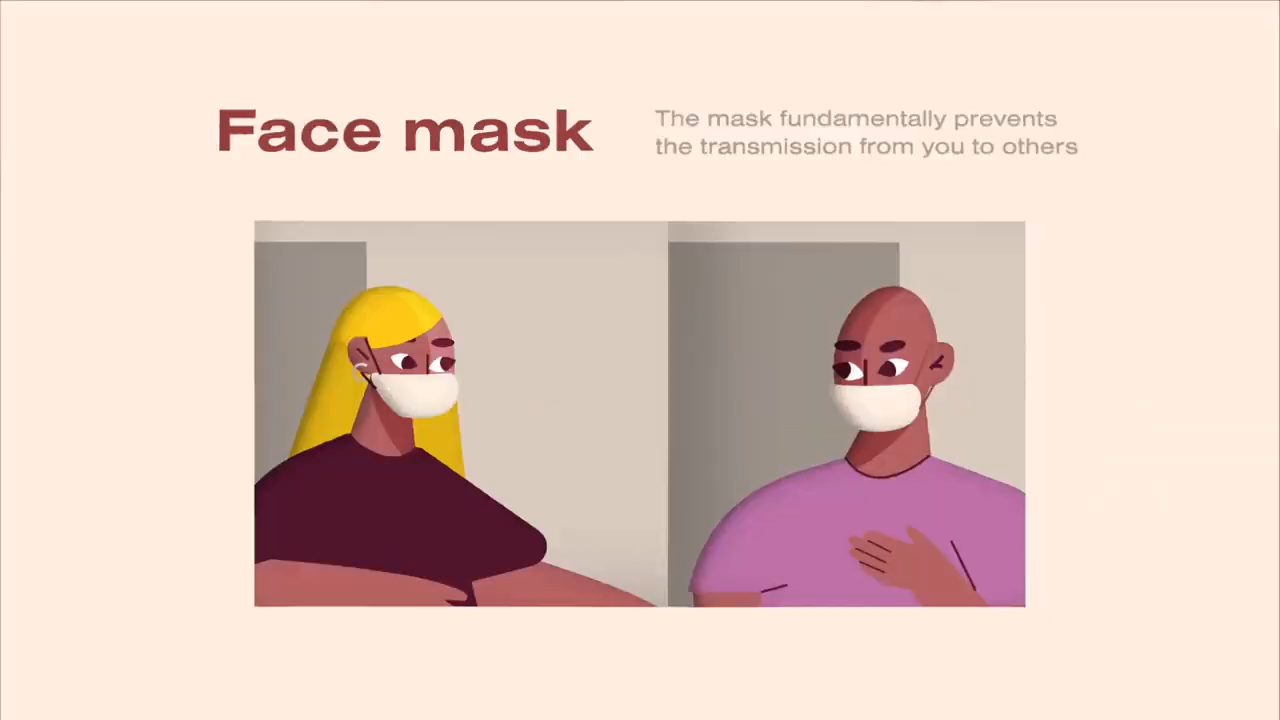 Face mask
The mask fundamentally prevents
the transmission from you to others